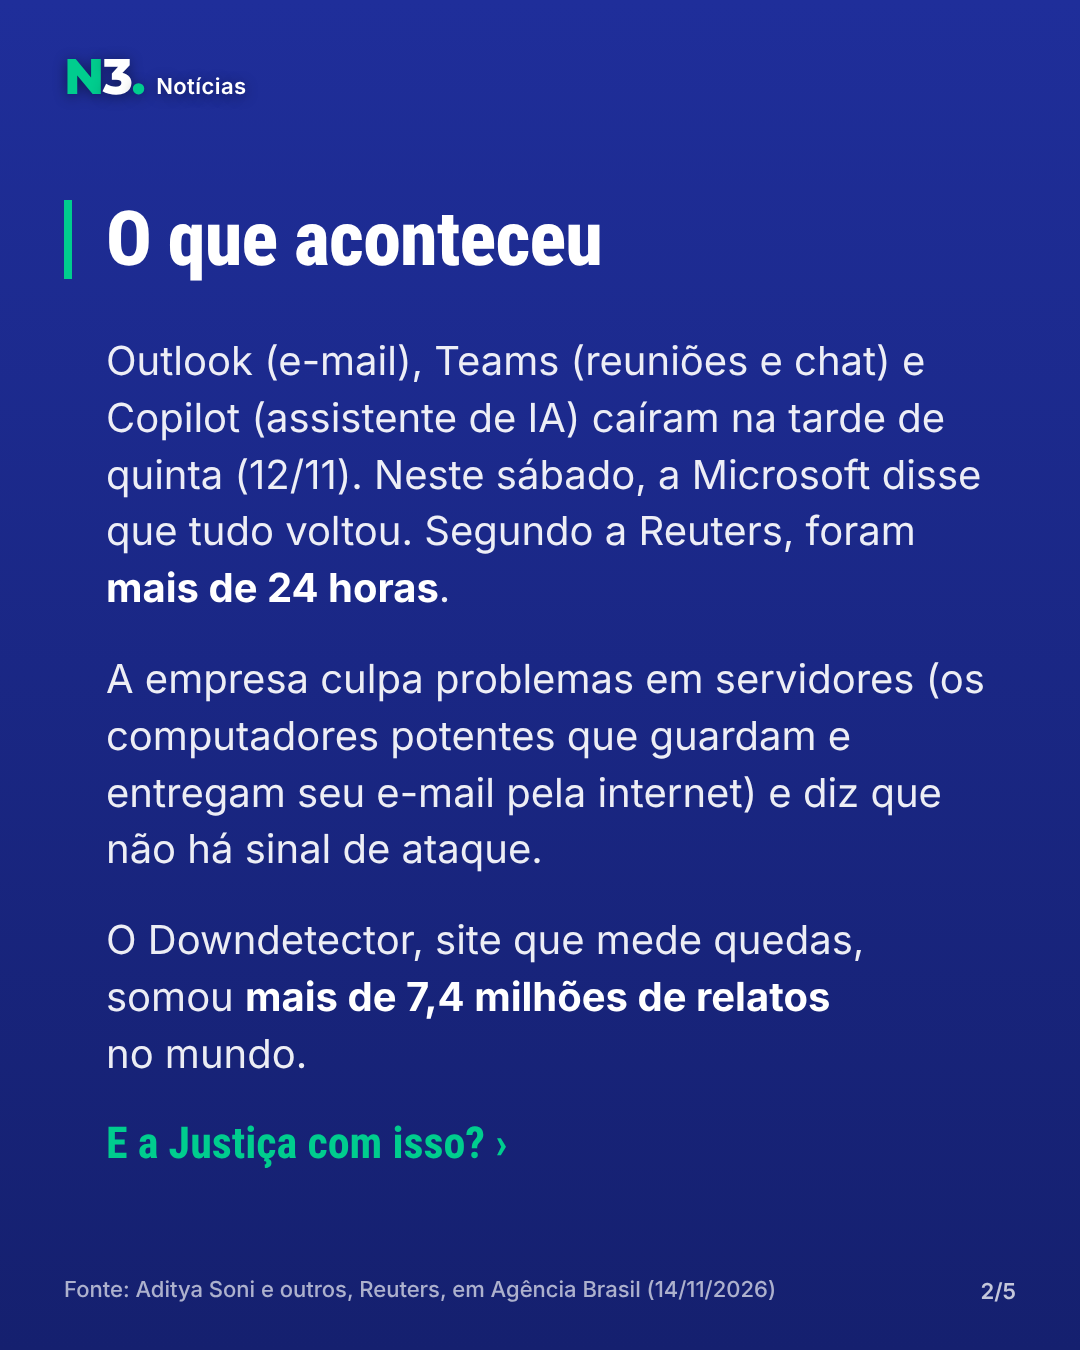 N3. Notícias
O que aconteceu
Outlook (e-mail), Teams (reuniões e chat) e
Copilot (assistente de IA) caíram na tarde de
quinta (12/11). Neste sábado, a Microsoft disse
que tudo voltou. Segundo a Reuters, foram
mais de 24 horas.
A empresa culpa problemas em servidores (os
computadores potentes que guardam e
entregam seu e-mail pela internet) e diz que
não há sinal de ataque.
O Downdetector, site que mede quedas,
somou mais de 7,4 milhões de relatos
no mundo.
E a Justiça com isso? ›
Fonte: Aditya Soni e outros, Reuters, em Agência Brasil (14/11/2026)
2/5